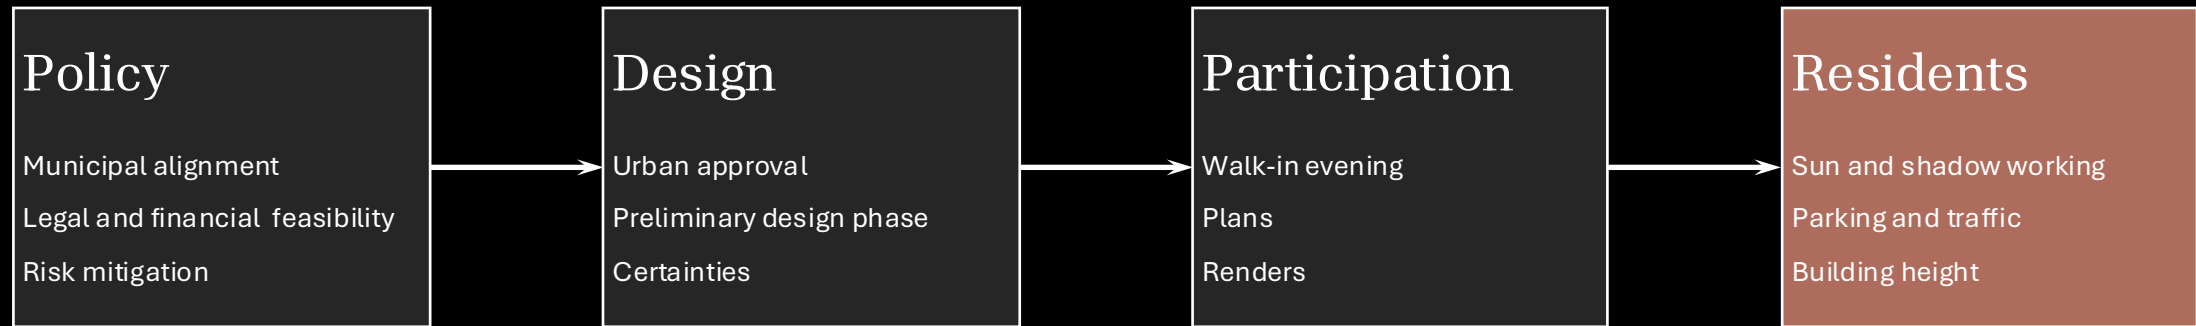 Policy
Municipal alignment
Legal and financial feasibility
Risk mitigation
Design
Urban approval
Preliminary design phase
Certainties
Participation
Walk-in evening
Plans
Renders
Residents
Sun and shadow working
Parking and traffic
Building height